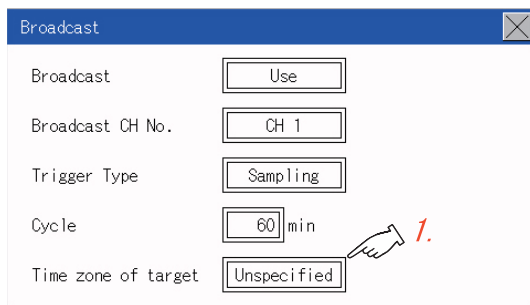 Broadcast
Broadcast Use
Broadcast CH No. CH 1
Trigger Type Sampling
Cycle 60 min
1.
Time zone of target Unspecified